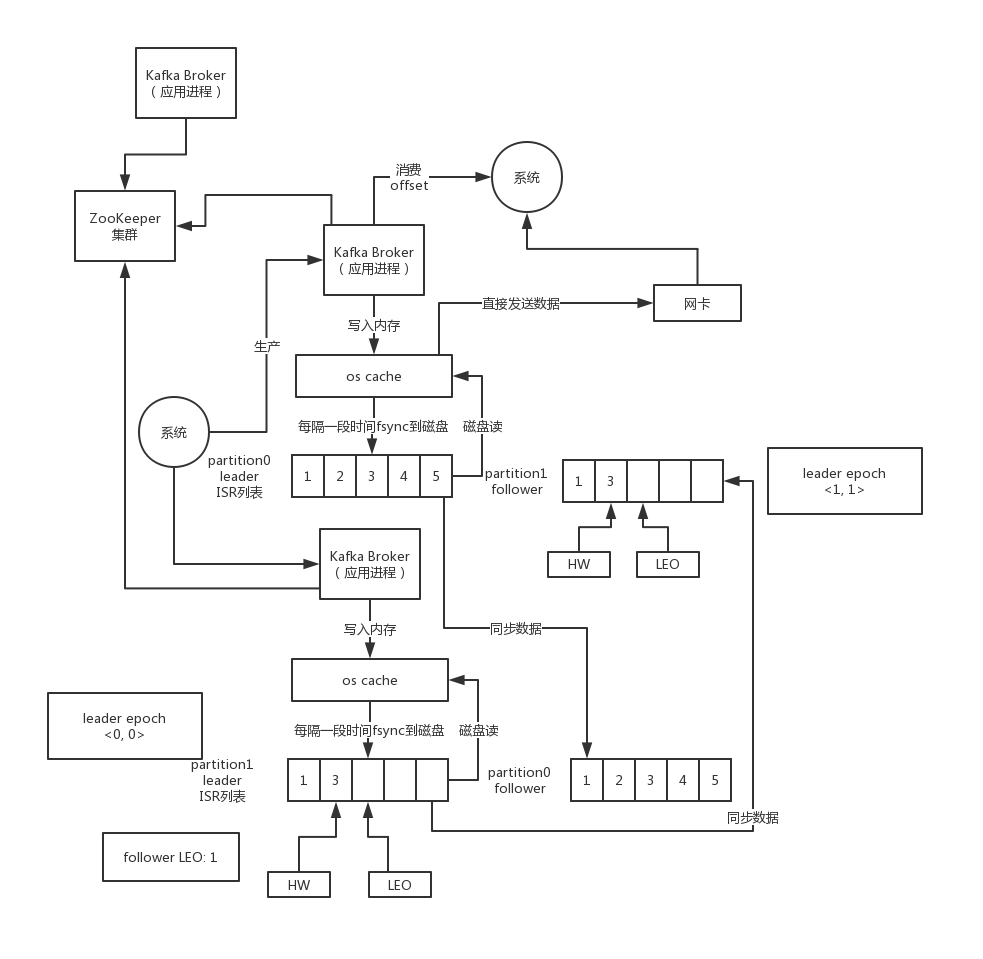 Kafka Broker
（应用进程）
ZooKeeper
集群
消费
offset
系统
Kafka Broker
（应用进程）
写入内存
直接发送数据
网卡
生产
os cache
每隔一段时间fsync到磁盘
磁盘读
系统
partition0
leader
ISR列表
1 2 3 4 5
partition1
follower
1 3
leader epoch
<1, 1>
HW
LEO
Kafka Broker
（应用进程）
写入内存
同步数据
os cache
leader epoch
<0, 0>
每隔一段时间fsync到磁盘
磁盘读
partition1
leader
ISR列表
1 3
partition0
follower
1 2 3 4 5
同步数据
follower LEO: 1
HW
LEO